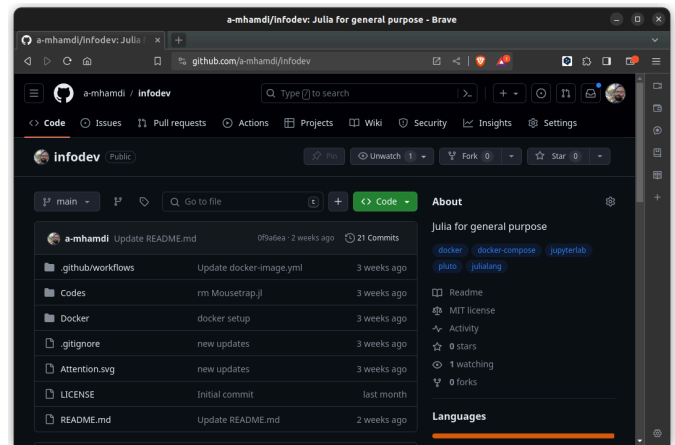 a-mhamdi/infodev: Julia for general purpose - Brave
a-mhamdi/infodev: Julia f
github.com/a-mhamdi/infodev
a-mhamdi / infodev
Type / to search
Code Issues Pull requests Actions Projects Wiki Security Insights Settings
infodev Public
Pin Unwatch 1 Fork 0 Star 0
main
Go to file t
Code
About
Julia for general purpose
a-mhamdi Update README.md 0f9a6ea · 2 weeks ago 21 Commits
docker docker-compose jupyterlab
pluto julialang
.github/workflows Update docker-image.yml 3 weeks ago
Codes rm Mousetrap.jl 3 weeks ago
Docker docker setup 3 weeks ago
.gitignore new updates 3 weeks ago
Attention.svg new updates 3 weeks ago
LICENSE Initial commit last month
README.md Update README.md 2 weeks ago
Readme
MIT license
Activity
0 stars
1 watching
0 forks
Languages